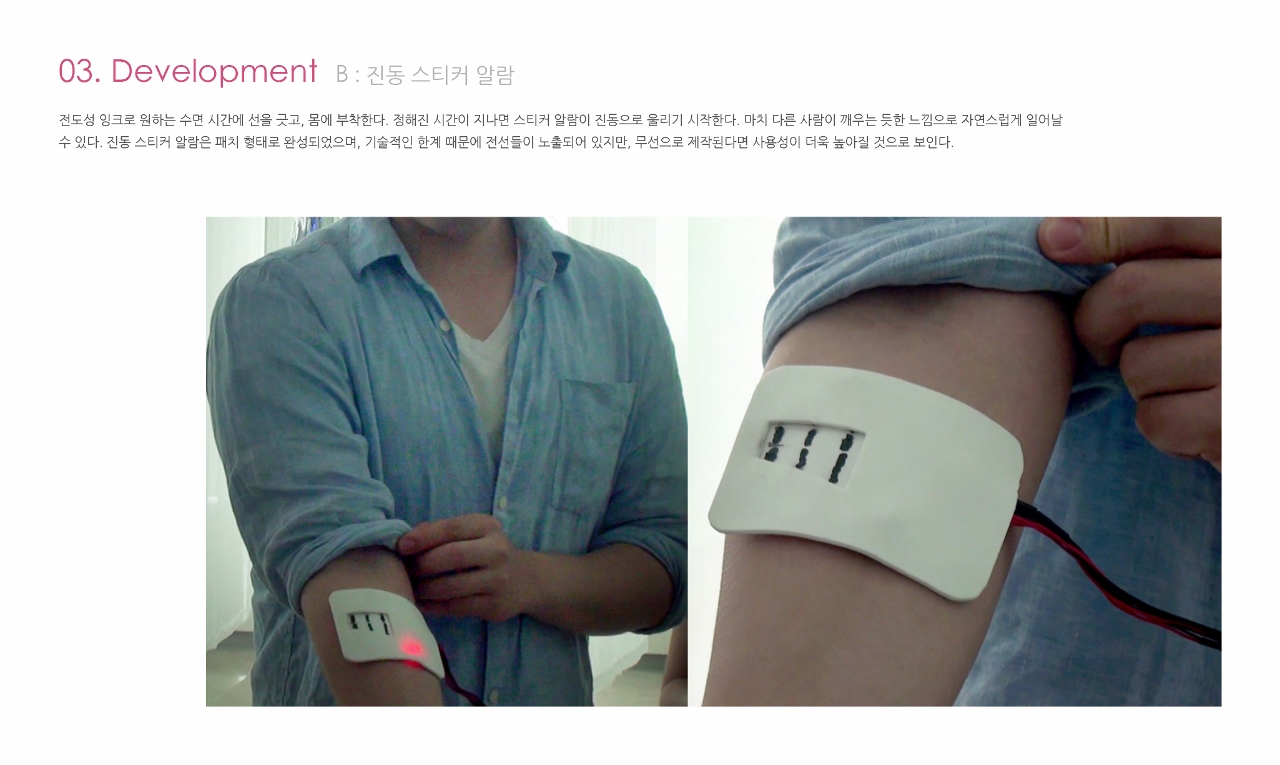 03. Development B : 진동 스티커 알람
전도성 잉크로 원하는 수면 시간에 선을 긋고, 몸에 부착한다. 정해진 시간이 지나면 스티커 알람이 진동으로 울리기 시작한다. 마치 다른 사람이 깨우는 듯한 느낌으로 자연스럽게 일어날
수 있다. 진동 스티커 알람은 패치 형태로 완성되었으며, 기술적인 한계 때문에 전선들이 노출되어 있지만, 무선으로 제작된다면 사용성이 더욱 높아질 것으로 보인다.